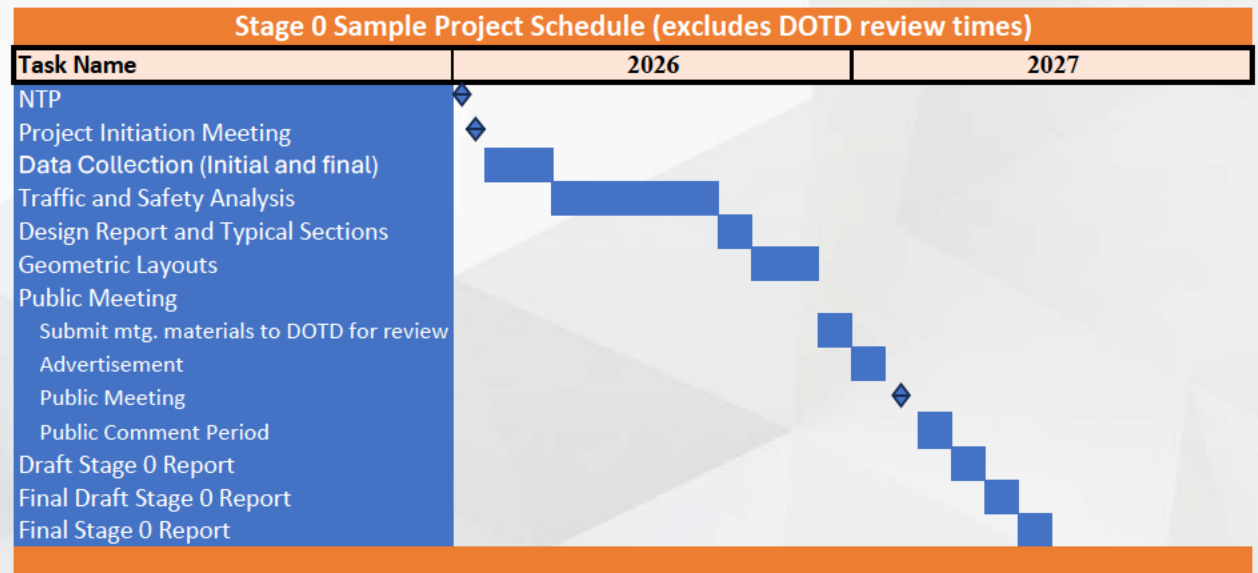 Stage 0 Sample Project Schedule (excludes DOTD review times)
Task Name 2026 2027
NTP
Project Initiation Meeting
Data Collection (Initial and final)
Traffic and Safety Analysis
Design Report and Typical Sections
Geometric Layouts
Public Meeting
Submit mtg. materials to DOTD for review
Advertisement
Public Meeting
Public Comment Period
Draft Stage 0 Report
Final Draft Stage 0 Report
Final Stage 0 Report